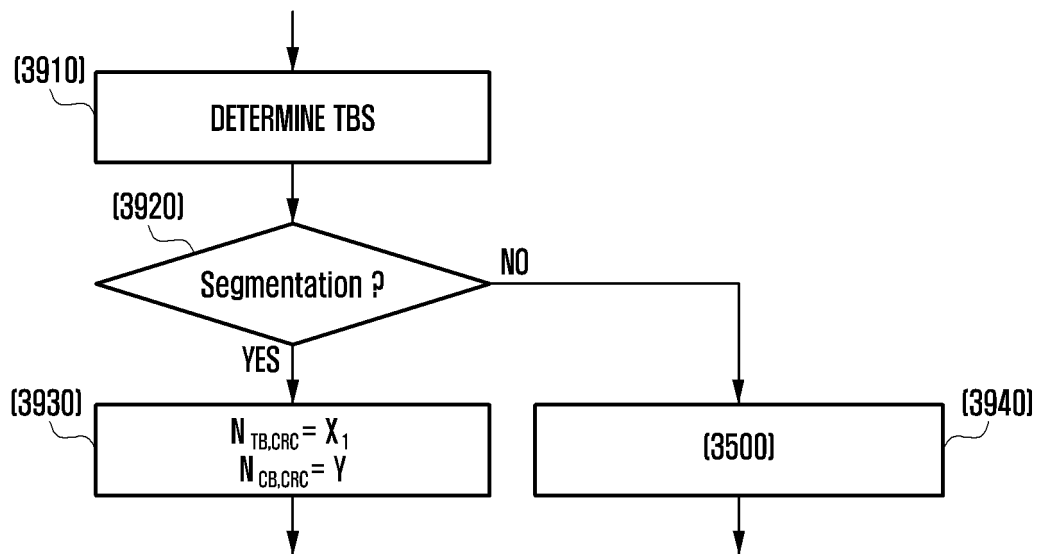 (3910)
DETERMINE TBS
(3920)
Segmentation ?
NO
YES
(3930)
N TB,CRC = X 1
N CB,CRC = Y
(3500)
(3940)